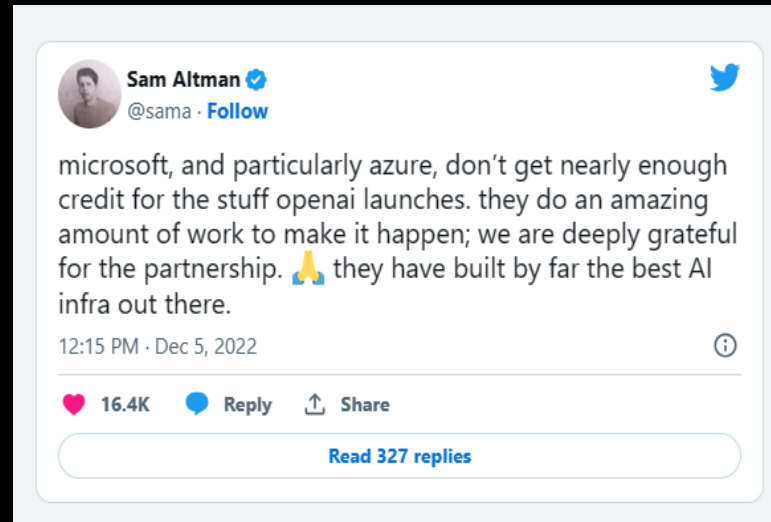 Sam Altman
@sama · Follow
microsoft, and particularly azure, don’t get nearly enough
credit for the stuff openai launches. they do an amazing
amount of work to make it happen; we are deeply grateful
for the partnership. 🙏 they have built by far the best AI
infra out there.
12:15 PM · Dec 5, 2022
16.4K Reply Share
Read 327 replies